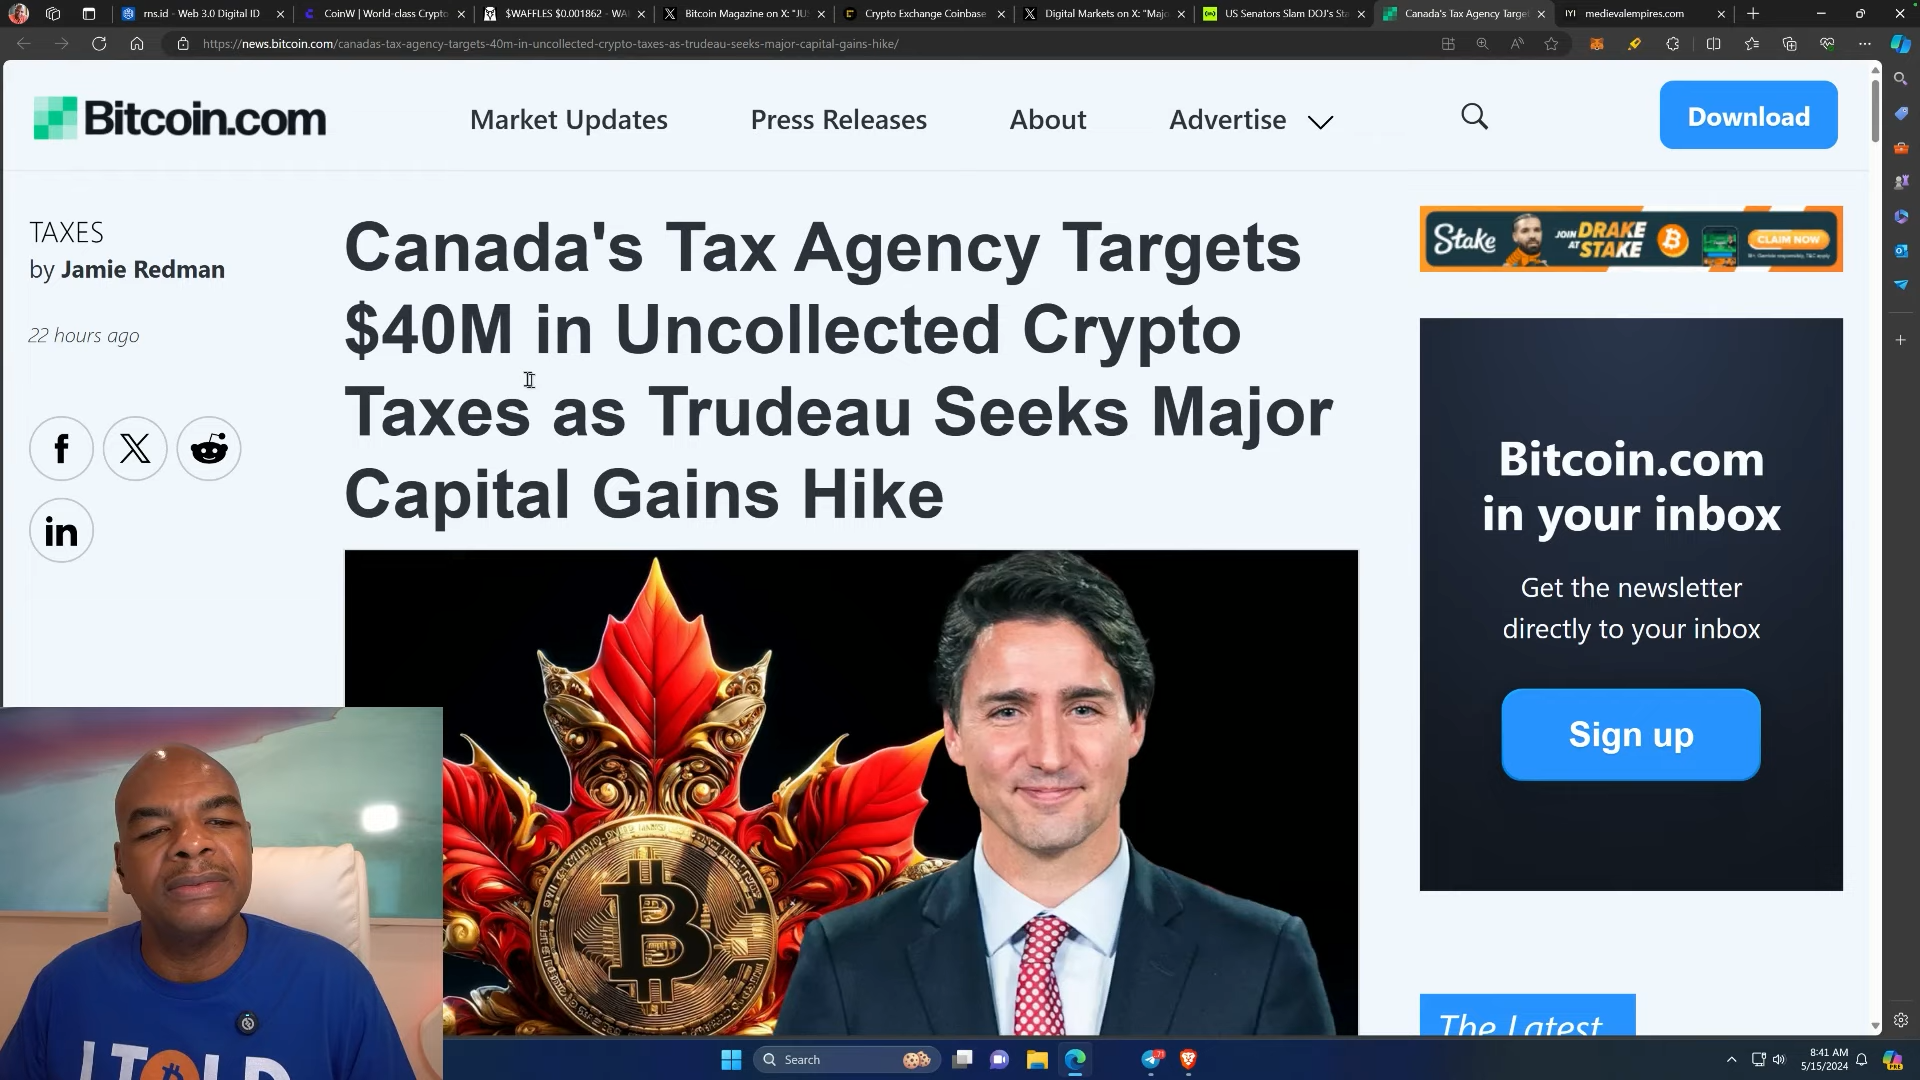 rns.id - Web 3.0 Digital ID
CoinW | World-class Crypto
$WAFFLES $0.001862 - WA
Bitcoin Magazine on X: "JU
Crypto Exchange Coinbase
Digital Markets on X: "Majo
US Senators Slam DOJ's Sta
Canada's Tax Agency Target
medievalempires.com
https://news.bitcoin.com/canadas-tax-agency-targets-40m-in-uncollected-crypto-taxes-as-trudeau-seeks-major-capital-gains-hike/
Bitcoin.com
Market Updates
Press Releases
About
Advertise
Download
TAXES
by Jamie Redman
22 hours ago
Canada's Tax Agency Targets
$40M in Uncollected Crypto
Taxes as Trudeau Seeks Major
Capital Gains Hike
Stake
JOIN DRAKE
AT STAKE
CLAIM NOW
Bitcoin.com
in your inbox
Get the newsletter
directly to your inbox
Sign up
The Latest
I TOLD
Search
8:41 AM
5/15/2024